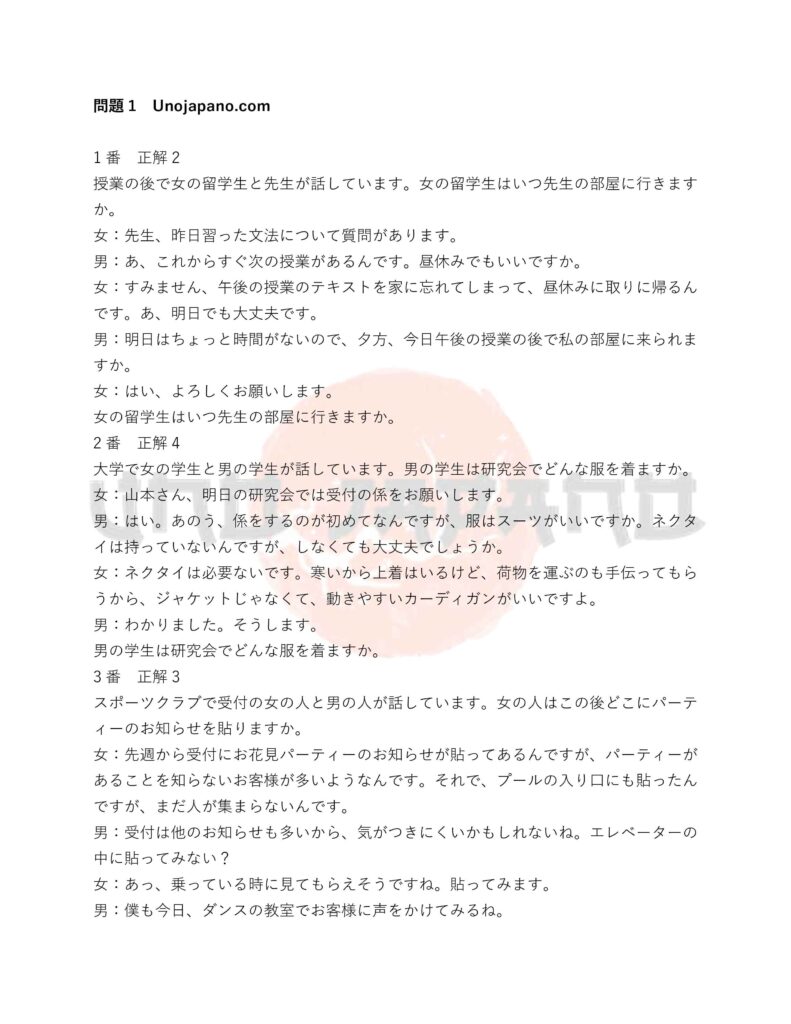 問題1　Unojapano.com
1番　正解2
授業の後で女の留学生と先生が話しています。女の留学生はいつ先生の部屋に行きます
か。
女：先生、昨日習った文法について質問があります。
男：あ、これからすぐ次の授業があるんです。昼休みでもいいですか。
女：すみません、午後の授業のテキストを家に忘れてしまって、昼休みに取りに帰るん
です。あ、明日でも大丈夫です。
男：明日はちょっと時間がないので、夕方、今日午後の授業の後で私の部屋に来られま
すか。
女：はい、よろしくお願いします。
女の留学生はいつ先生の部屋に行きますか。
2番　正解4
大学で女の学生と男の学生が話しています。男の学生は研究会でどんな服を着ますか。
女：山本さん、明日の研究会では受付の係をお願いします。
男：はい。あのう、係をするのが初めてなんですが、服はスーツがいいですか。ネクタ
イは持っていないんですが、しなくても大丈夫でしょうか。
UNO JAPANO
女：ネクタイは必要ないです。寒いから上着はいるけど、荷物を運ぶのも手伝ってもら
うから、ジャケットじゃなくて、動きやすいカーディガンがいいですよ。
男：わかりました。そうします。
男の学生は研究会でどんな服を着ますか。
3番　正解3
スポーツクラブで受付の女の人と男の人が話しています。女の人はこの後どこにパーテ
ィーのお知らせを貼りますか。
女：先週から受付にお花見パーティーのお知らせが貼ってあるんですが、パーティーが
あることを知らないお客様が多いようなんです。それで、プールの入り口にも貼ったん
ですが、まだ人が集まらないんです。
男：受付は他のお知らせも多いから、気がつきにくいかもしれないね。エレベーターの
中に貼ってみない？
女：あっ、乗っている時に見てもらえそうですね。貼ってみます。
男：僕も今日、ダンスの教室でお客様に声をかけてみるね。